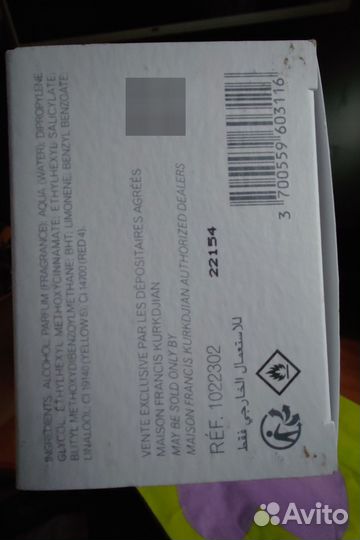 INGREDIENTS: ALCOHOL, PARFUM (FRAGRANCE), AQUA (WATER), DIPROPYLENE
GLYCOL, ETHYLHEXYL METHOXYCINNAMATE, ETHYLHEXYL SALICYLATE,
BUTYL METHOXYDIBENZOYLMETHANE, BHT, LIMONENE, BENZYL BENZOATE,
LINALOOL, CI 19140 (YELLOW 5), CI 14700 (RED 4).
VENTE EXCLUSIVE PAR LES DÉPOSITAIRES AGRÉÉS
MAISON FRANCIS KURKDJIAN
MAY BE SOLD ONLY BY
MAISON FRANCIS KURKDJIAN AUTHORIZED DEALERS
RÉF. 1022302
22154
للاستعمال الخارجي فقط
3 700559 603116
Avito